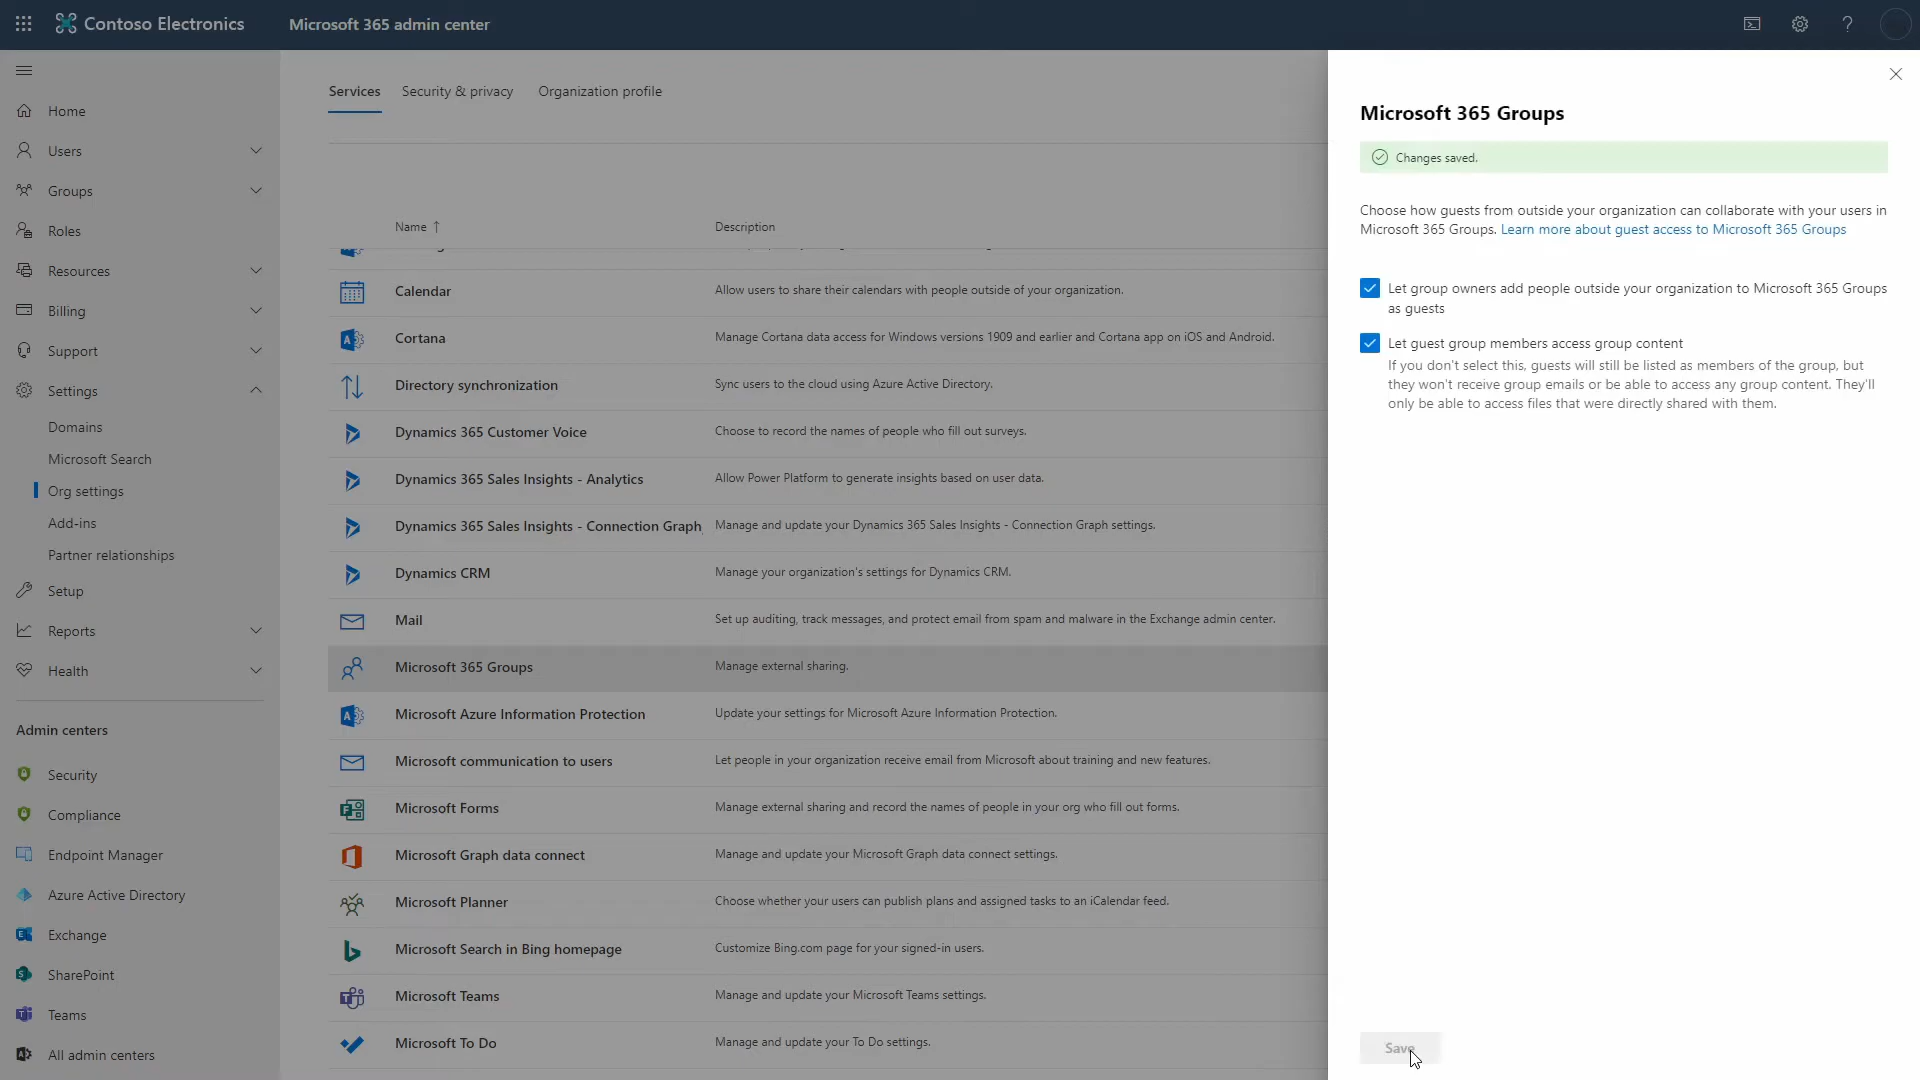 Contoso Electronics
Microsoft 365 admin center
Home
Users
Groups
Roles
Resources
Billing
Support
Settings
Domains
Microsoft Search
Org settings
Add-ins
Partner relationships
Setup
Reports
Health
Admin centers
Security
Compliance
Endpoint Manager
Azure Active Directory
Exchange
SharePoint
Teams
All admin centers
Services Security & privacy Organization profile
Name ↑ Description
Calendar Allow users to share their calendars with people outside of your organization.
Cortana Manage Cortana data access for Windows versions 1909 and earlier and Cortana app on iOS and Android.
Directory synchronization Sync users to the cloud using Azure Active Directory.
Dynamics 365 Customer Voice Choose to record the names of people who fill out surveys.
Dynamics 365 Sales Insights - Analytics Allow Power Platform to generate insights based on user data.
Dynamics 365 Sales Insights - Connection Graph Manage and update your Dynamics 365 Sales Insights - Connection Graph settings.
Dynamics CRM Manage your organization's settings for Dynamics CRM.
Mail Set up auditing, track messages, and protect email from spam and malware in the Exchange admin center.
Microsoft 365 Groups Manage external sharing.
Microsoft Azure Information Protection Update your settings for Microsoft Azure Information Protection.
Microsoft communication to users Let people in your organization receive email from Microsoft about training and new features.
Microsoft Forms Manage external sharing and record the names of people in your org who fill out forms.
Microsoft Graph data connect Manage and update your Microsoft Graph data connect settings.
Microsoft Planner Choose whether your users can publish plans and assigned tasks to an iCalendar feed.
Microsoft Search in Bing homepage Customize Bing.com page for your signed-in users.
Microsoft Teams Manage and update your Microsoft Teams settings.
Microsoft To Do Manage and update your To Do settings.
Microsoft 365 Groups
Changes saved.
Choose how guests from outside your organization can collaborate with your users in
Microsoft 365 Groups. Learn more about guest access to Microsoft 365 Groups
Let group owners add people outside your organization to Microsoft 365 Groups
as guests
Let guest group members access group content
If you don't select this, guests will still be listed as members of the group, but
they won't receive group emails or be able to access any group content. They'll
only be able to access files that were directly shared with them.
Save